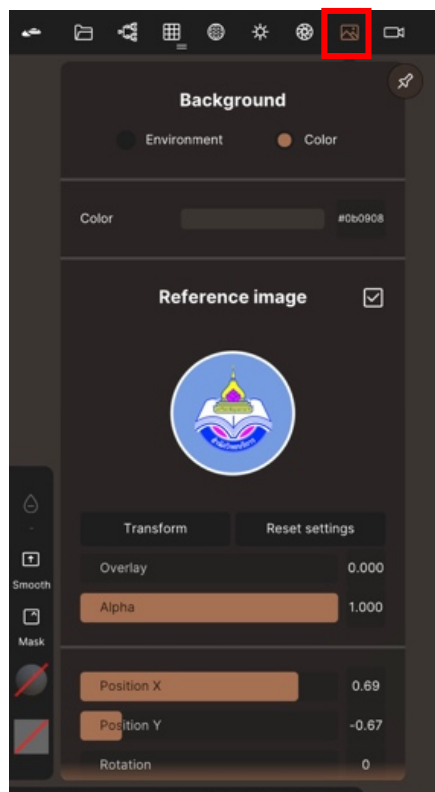 Background
Environment
Color
Color
#0b0908
Reference image
Transform
Reset settings
Overlay
0.000
Alpha
1.000
Smooth
Mask
Position X
0.69
Position Y
-0.67
Rotation
0